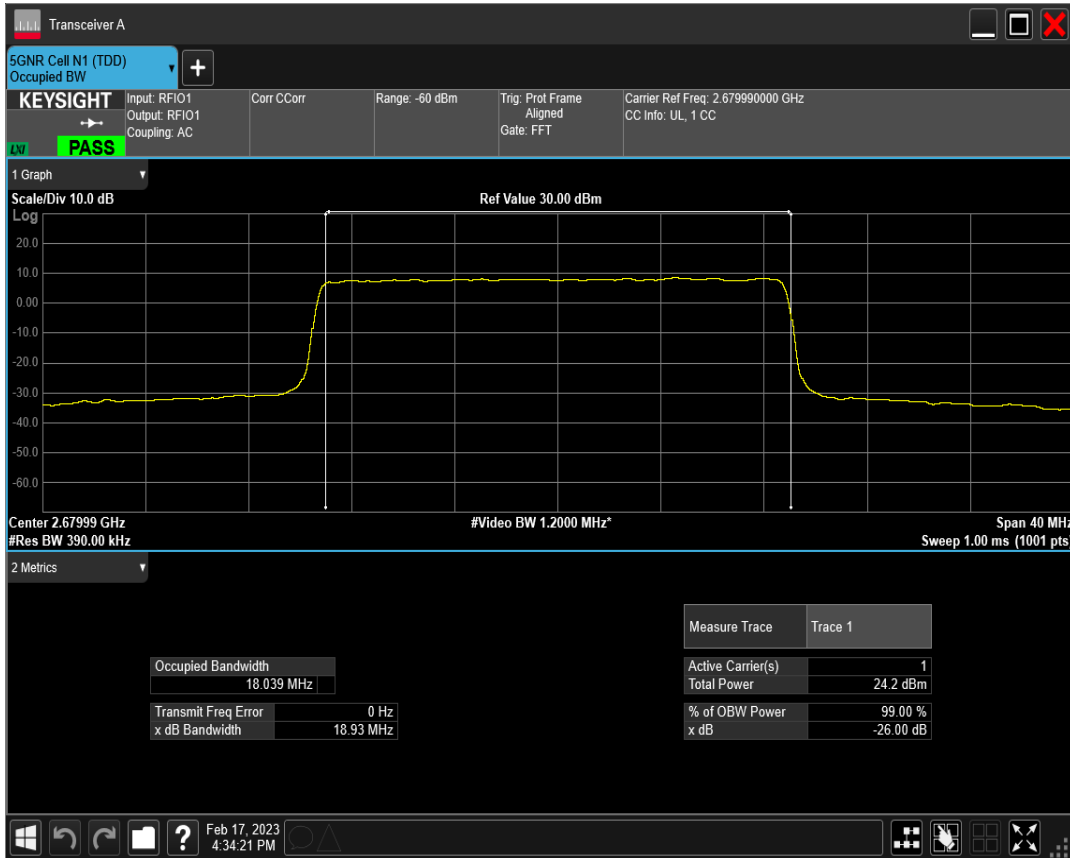 Transceiver A
5GNR Cell N1 (TDD)
Occupied BW
+
KEYSIGHT
LXI
PASS
Input: RFIO1
Output: RFIO1
Coupling: AC
Corr CCorr
Range: -60 dBm
Trig: Prot Frame
Aligned
Gate: FFT
Carrier Ref Freq: 2.679990000 GHz
CC Info: UL, 1 CC
1 Graph
Scale/Div 10.0 dB
Ref Value 30.00 dBm
Log
20.0
10.0
0.00
-10.0
-20.0
-30.0
-40.0
-50.0
-60.0
Center 2.67999 GHz
#Video BW 1.2000 MHz*
Span 40 MHz
#Res BW 390.00 kHz
Sweep 1.00 ms (1001 pts)
2 Metrics
Measure Trace Trace 1
Occupied Bandwidth
18.039 MHz
Active Carrier(s) 1
Total Power 24.2 dBm
Transmit Freq Error 0 Hz
x dB Bandwidth 18.93 MHz
% of OBW Power 99.00 %
x dB -26.00 dB
?
Feb 17, 2023
4:34:21 PM